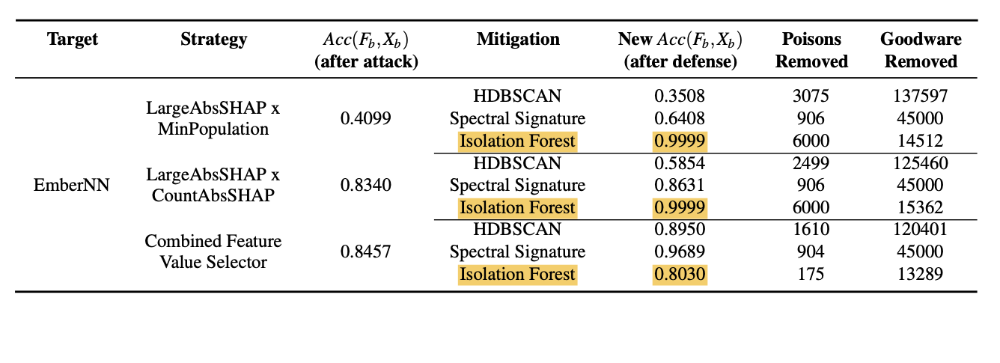 Target Strategy Acc(F_b, X_b) (after attack) Mitigation New Acc(F_b, X_b) (after defense) Poisons Removed Goodware Removed
EmberNN
LargeAbsSHAP x MinPopulation 0.4099
HDBSCAN 0.3508 3075 137597
Spectral Signature 0.6408 906 45000
Isolation Forest 0.9999 6000 14512
LargeAbsSHAP x CountAbsSHAP 0.8340
HDBSCAN 0.5854 2499 125460
Spectral Signature 0.8631 906 45000
Isolation Forest 0.9999 6000 15362
Combined Feature Value Selector 0.8457
HDBSCAN 0.8950 1610 120401
Spectral Signature 0.9689 904 45000
Isolation Forest 0.8030 175 13289